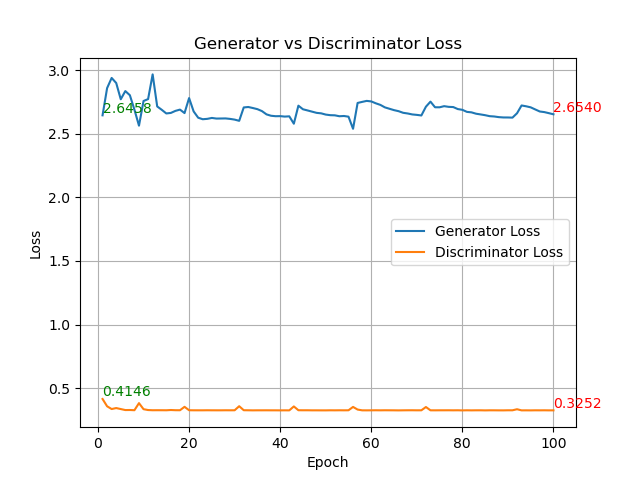 Generator vs Discriminator Loss
3.0
2.6458
2.6540
2.5
2.0
Loss
Generator Loss
Discriminator Loss
1.5
1.0
0.5
0.4146
0.3252
0 20 40 60 80 100
Epoch